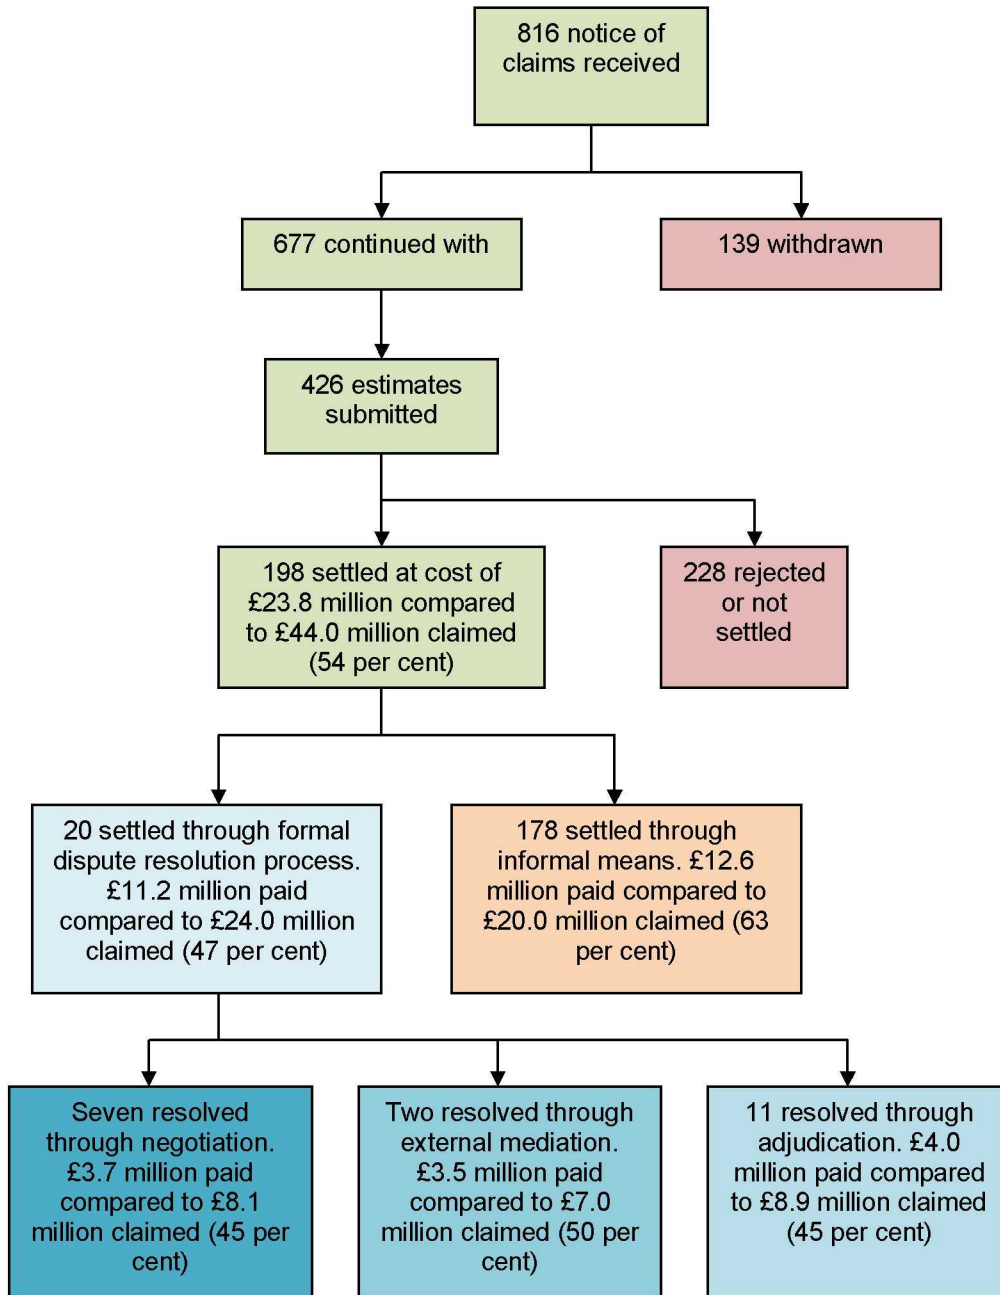 816 notice of
claims received
677 continued with
139 withdrawn
426 estimates
submitted
198 settled at cost of
£23.8 million compared
to £44.0 million claimed
(54 per cent)
228 rejected
or not
settled
20 settled through formal
dispute resolution process.
£11.2 million paid
compared to £24.0 million
claimed (47 per cent)
178 settled through
informal means. £12.6
million paid compared to
£20.0 million claimed (63
per cent)
Seven resolved
through negotiation.
£3.7 million paid
compared to £8.1
million claimed (45 per
cent)
Two resolved through
external mediation.
£3.5 million paid
compared to £7.0
million claimed (50 per
cent)
11 resolved through
adjudication. £4.0
million paid compared
to £8.9 million claimed
(45 per cent)